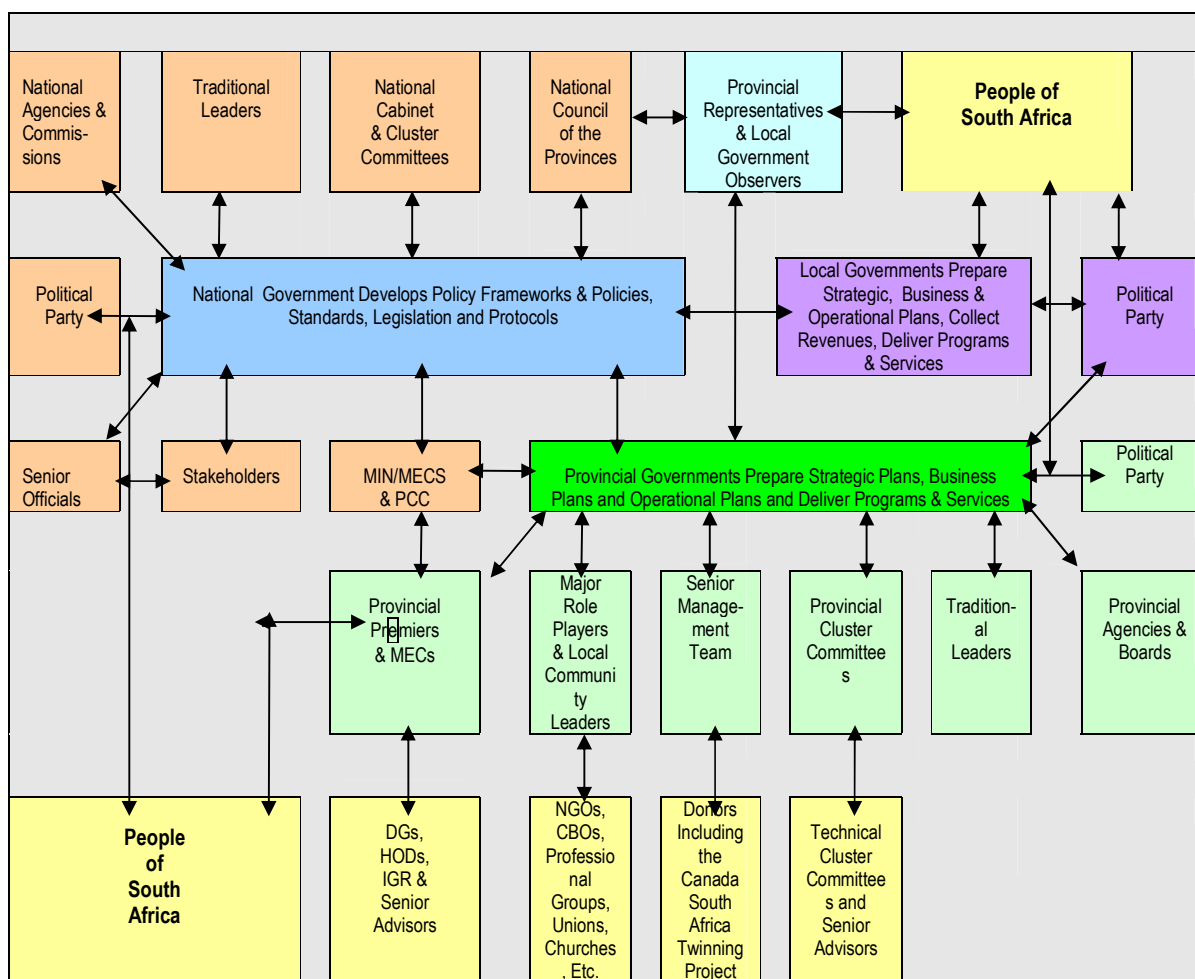 National
Agencies &
Commis-
sions
Traditional
Leaders
National
Cabinet
& Cluster
Committees
National
Council
of the
Provinces
Provincial
Representatives
& Local
Government
Observers
People of
South Africa
Political
Party
National Government Develops Policy Frameworks & Policies,
Standards, Legislation and Protocols
Local Governments Prepare
Strategic, Business &
Operational Plans, Collect
Revenues, Deliver Programs
& Services
Political
Party
Senior
Officials
Stakeholders
MIN/MECS
& PCC
Provincial Governments Prepare Strategic Plans, Business
Plans and Operational Plans and Deliver Programs & Services
Political
Party
Provincial
Premiers
& MECs
Major
Role
Players
& Local
Communi
ty
Leaders
Senior
Manage-
ment
Team
Provincial
Cluster
Committee
s
Tradition-
al
Leaders
Provincial
Agencies &
Boards
People
of
South
Africa
DGs,
HODs,
IGR &
Senior
Advisors
NGOs,
CBOs,
Professio
nal
Groups,
Unions,
Churches
, Etc.
Donors
Including
the
Canada
South
Africa
Twinning
Project
Technical
Cluster
Committee
s and
Senior
Advisors